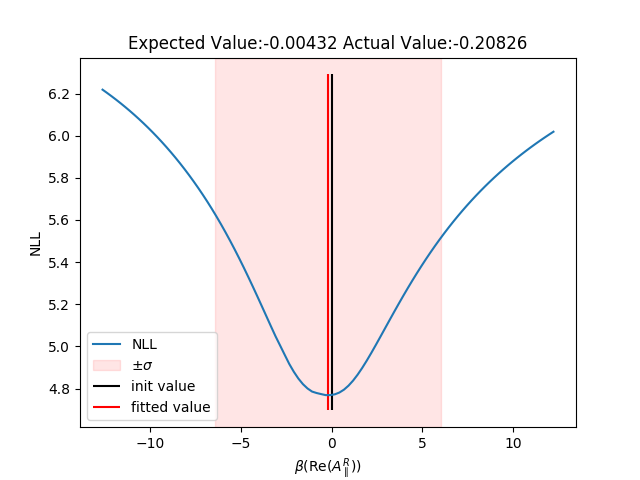 Expected Value:-0.00432 Actual Value:-0.20826
NLL
6.2
6.0
5.8
5.6
5.4
5.2
5.0
4.8
NLL
±σ
init value
fitted value
−10
−5
0
5
10
β(Re(A^R_∥))